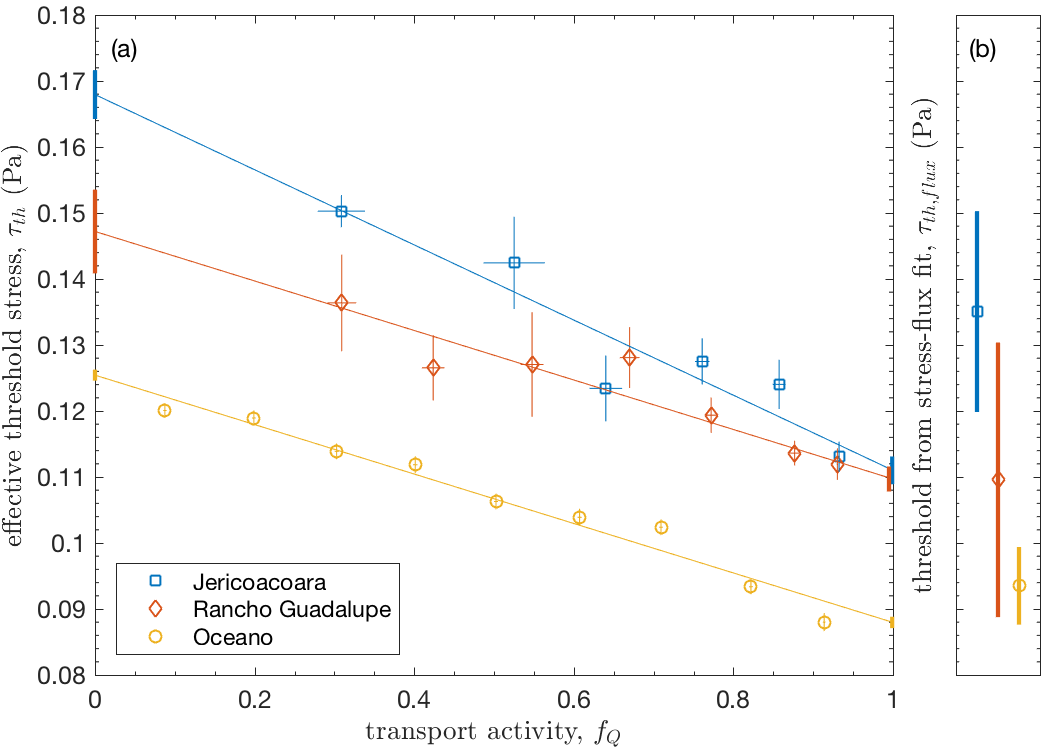 (a)
(b)
0.18
0.17
0.16
0.15
0.14
0.13
0.12
0.11
0.1
0.09
0.08
effective threshold stress, τ_th (Pa)
threshold from stress-flux fit, τ_th,flux (Pa)
Jericoacoara
Rancho Guadalupe
Oceano
0 0.2 0.4 0.6 0.8 1
transport activity, f_Q